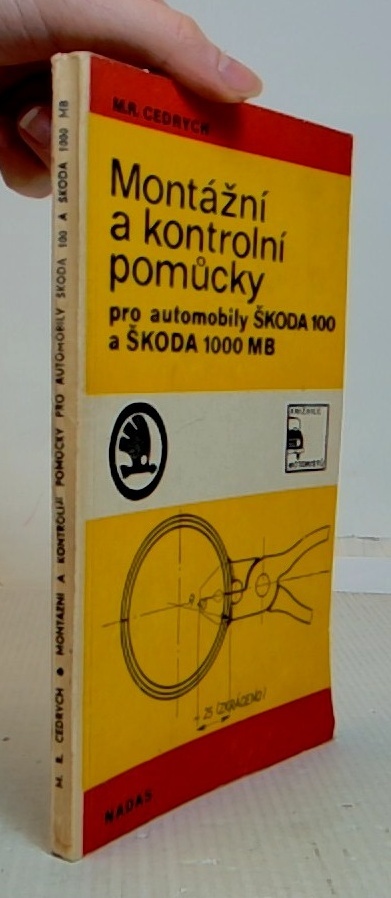 M.R. CEDRYCH
Montážní
a kontrolní
pomůcky
pro automobily ŠKODA 100
a ŠKODA 1000 MB
KNIŽNICE
MOTORISTŮ
~ 25 (ZKRÁCENO)
NADAS
M. R. CEDRYCH ● MONTÁŽNÍ A KONTROLNÍ POMŮCKY PRO AUTOMOBILY ŠKODA 100 A ŠKODA 1000 MB